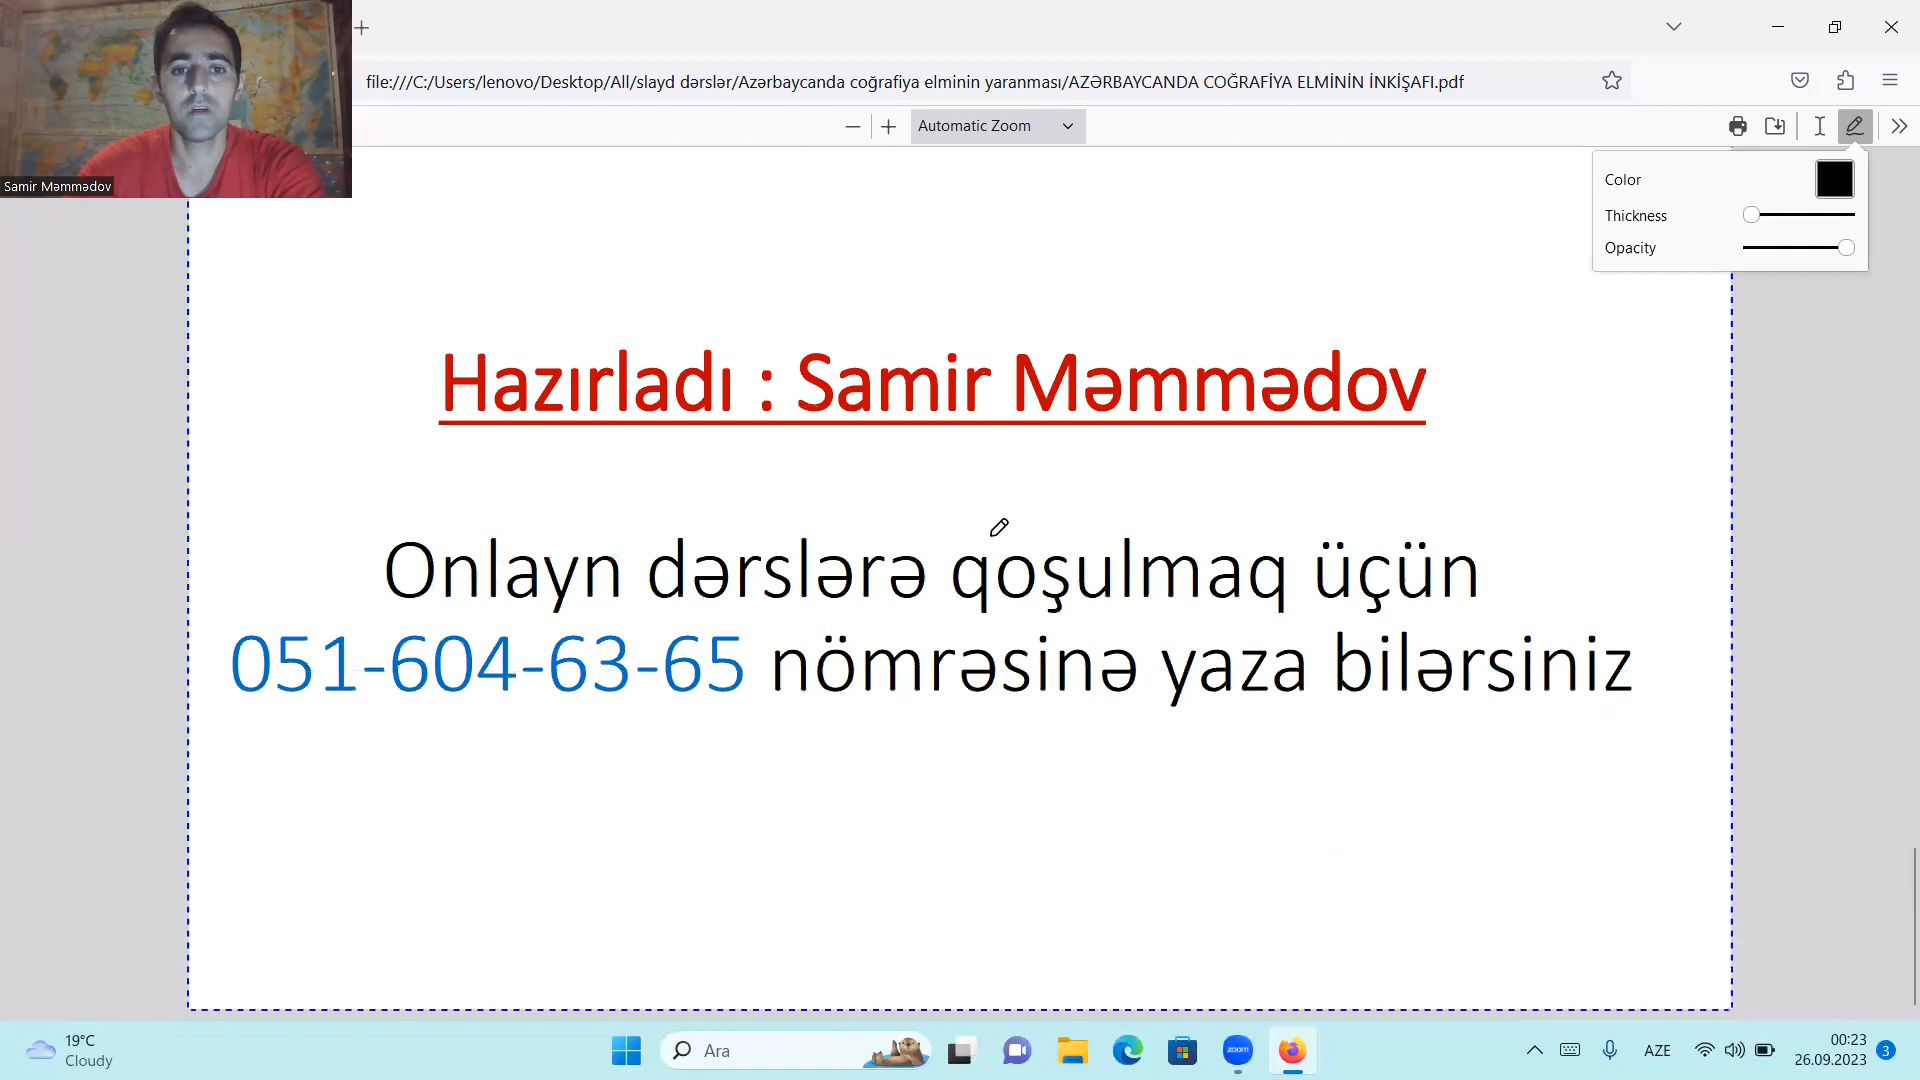 file:///C:/Users/lenovo/Desktop/All/slayd dərslər/Azərbaycanda coğrafiya elminin yaranması/AZƏRBAYCANDA COĞRAFİYA ELMİNİN İNKİŞAFI.pdf
Automatic Zoom
Samir Məmmədov
Color
Thickness
Opacity
Hazırladı : Samir Məmmədov
Onlayn dərslərə qoşulmaq üçün
051-604-63-65 nömrəsinə yaza bilərsiniz
19°C
Cloudy
Ara
zoom
AZE
00:23
26.09.2023
3